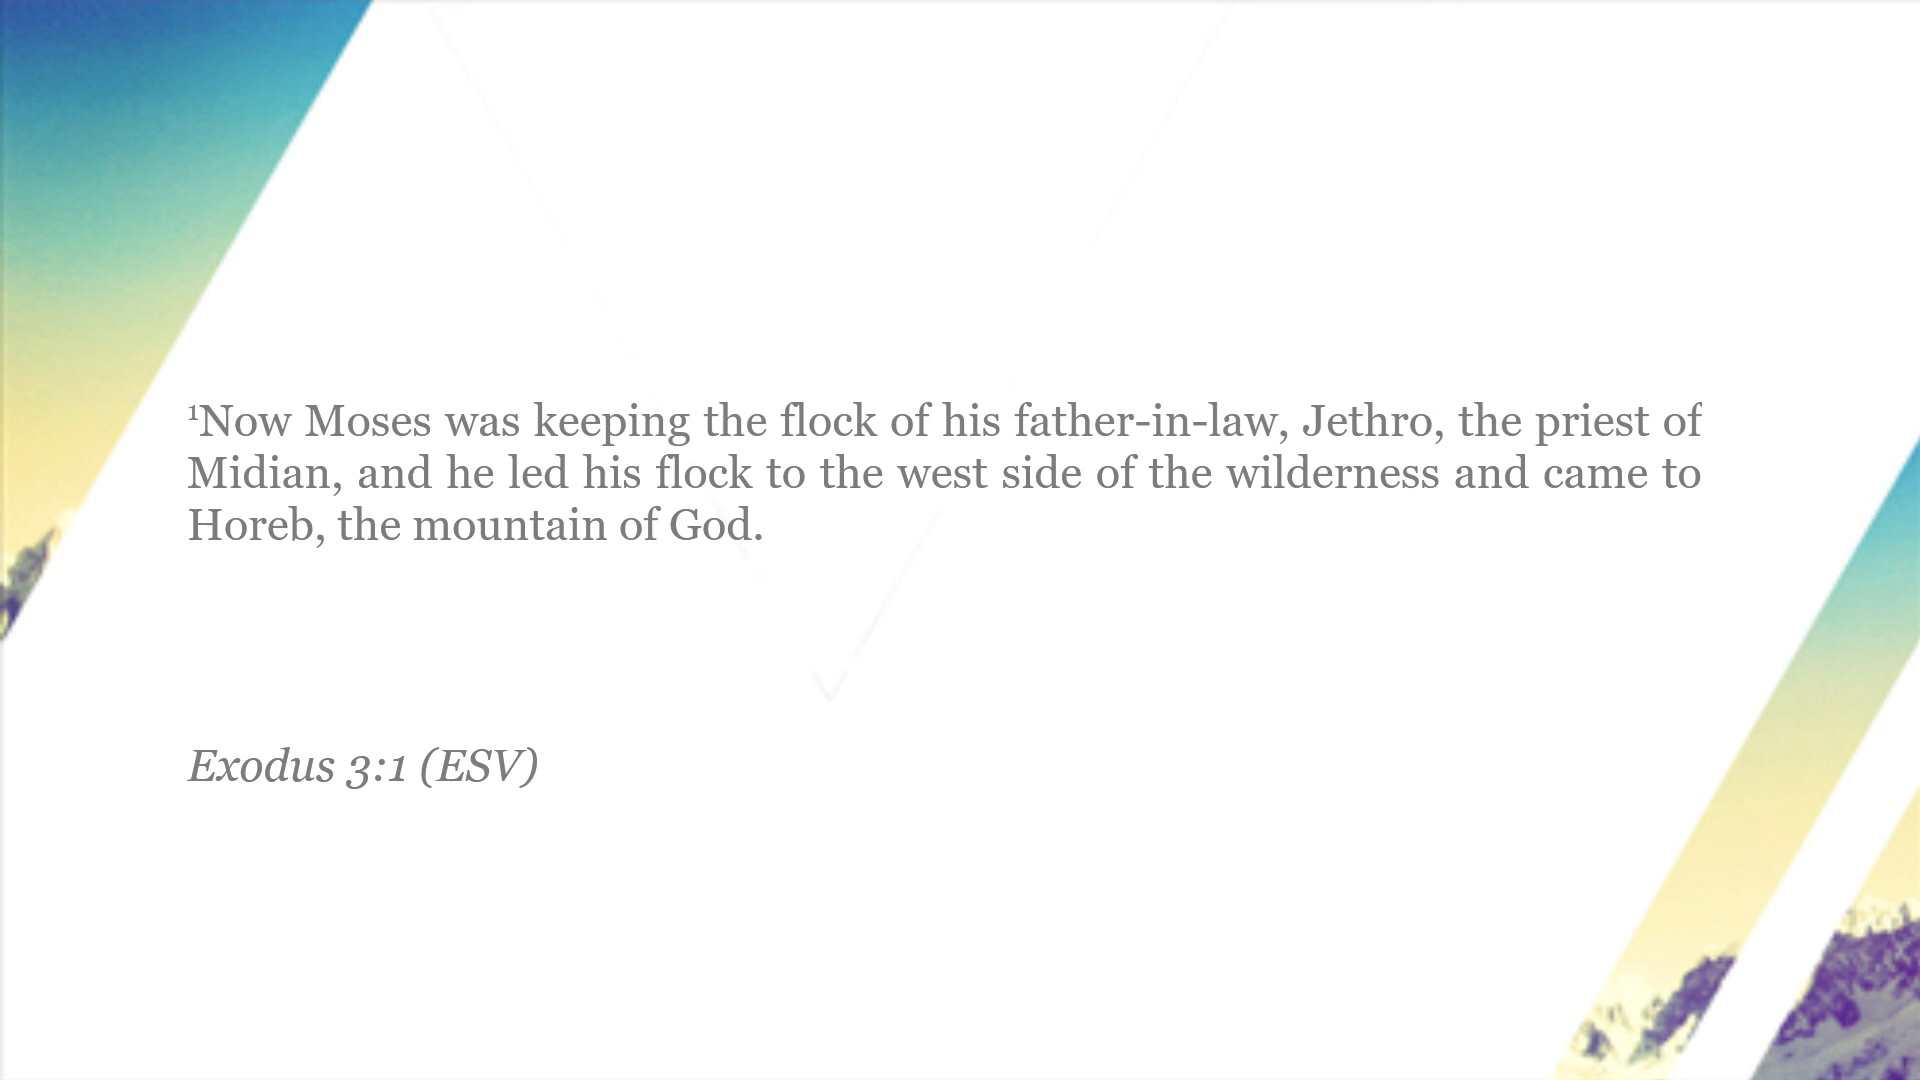 ¹Now Moses was keeping the flock of his father-in-law, Jethro, the priest of
Midian, and he led his flock to the west side of the wilderness and came to
Horeb, the mountain of God.
Exodus 3:1 (ESV)